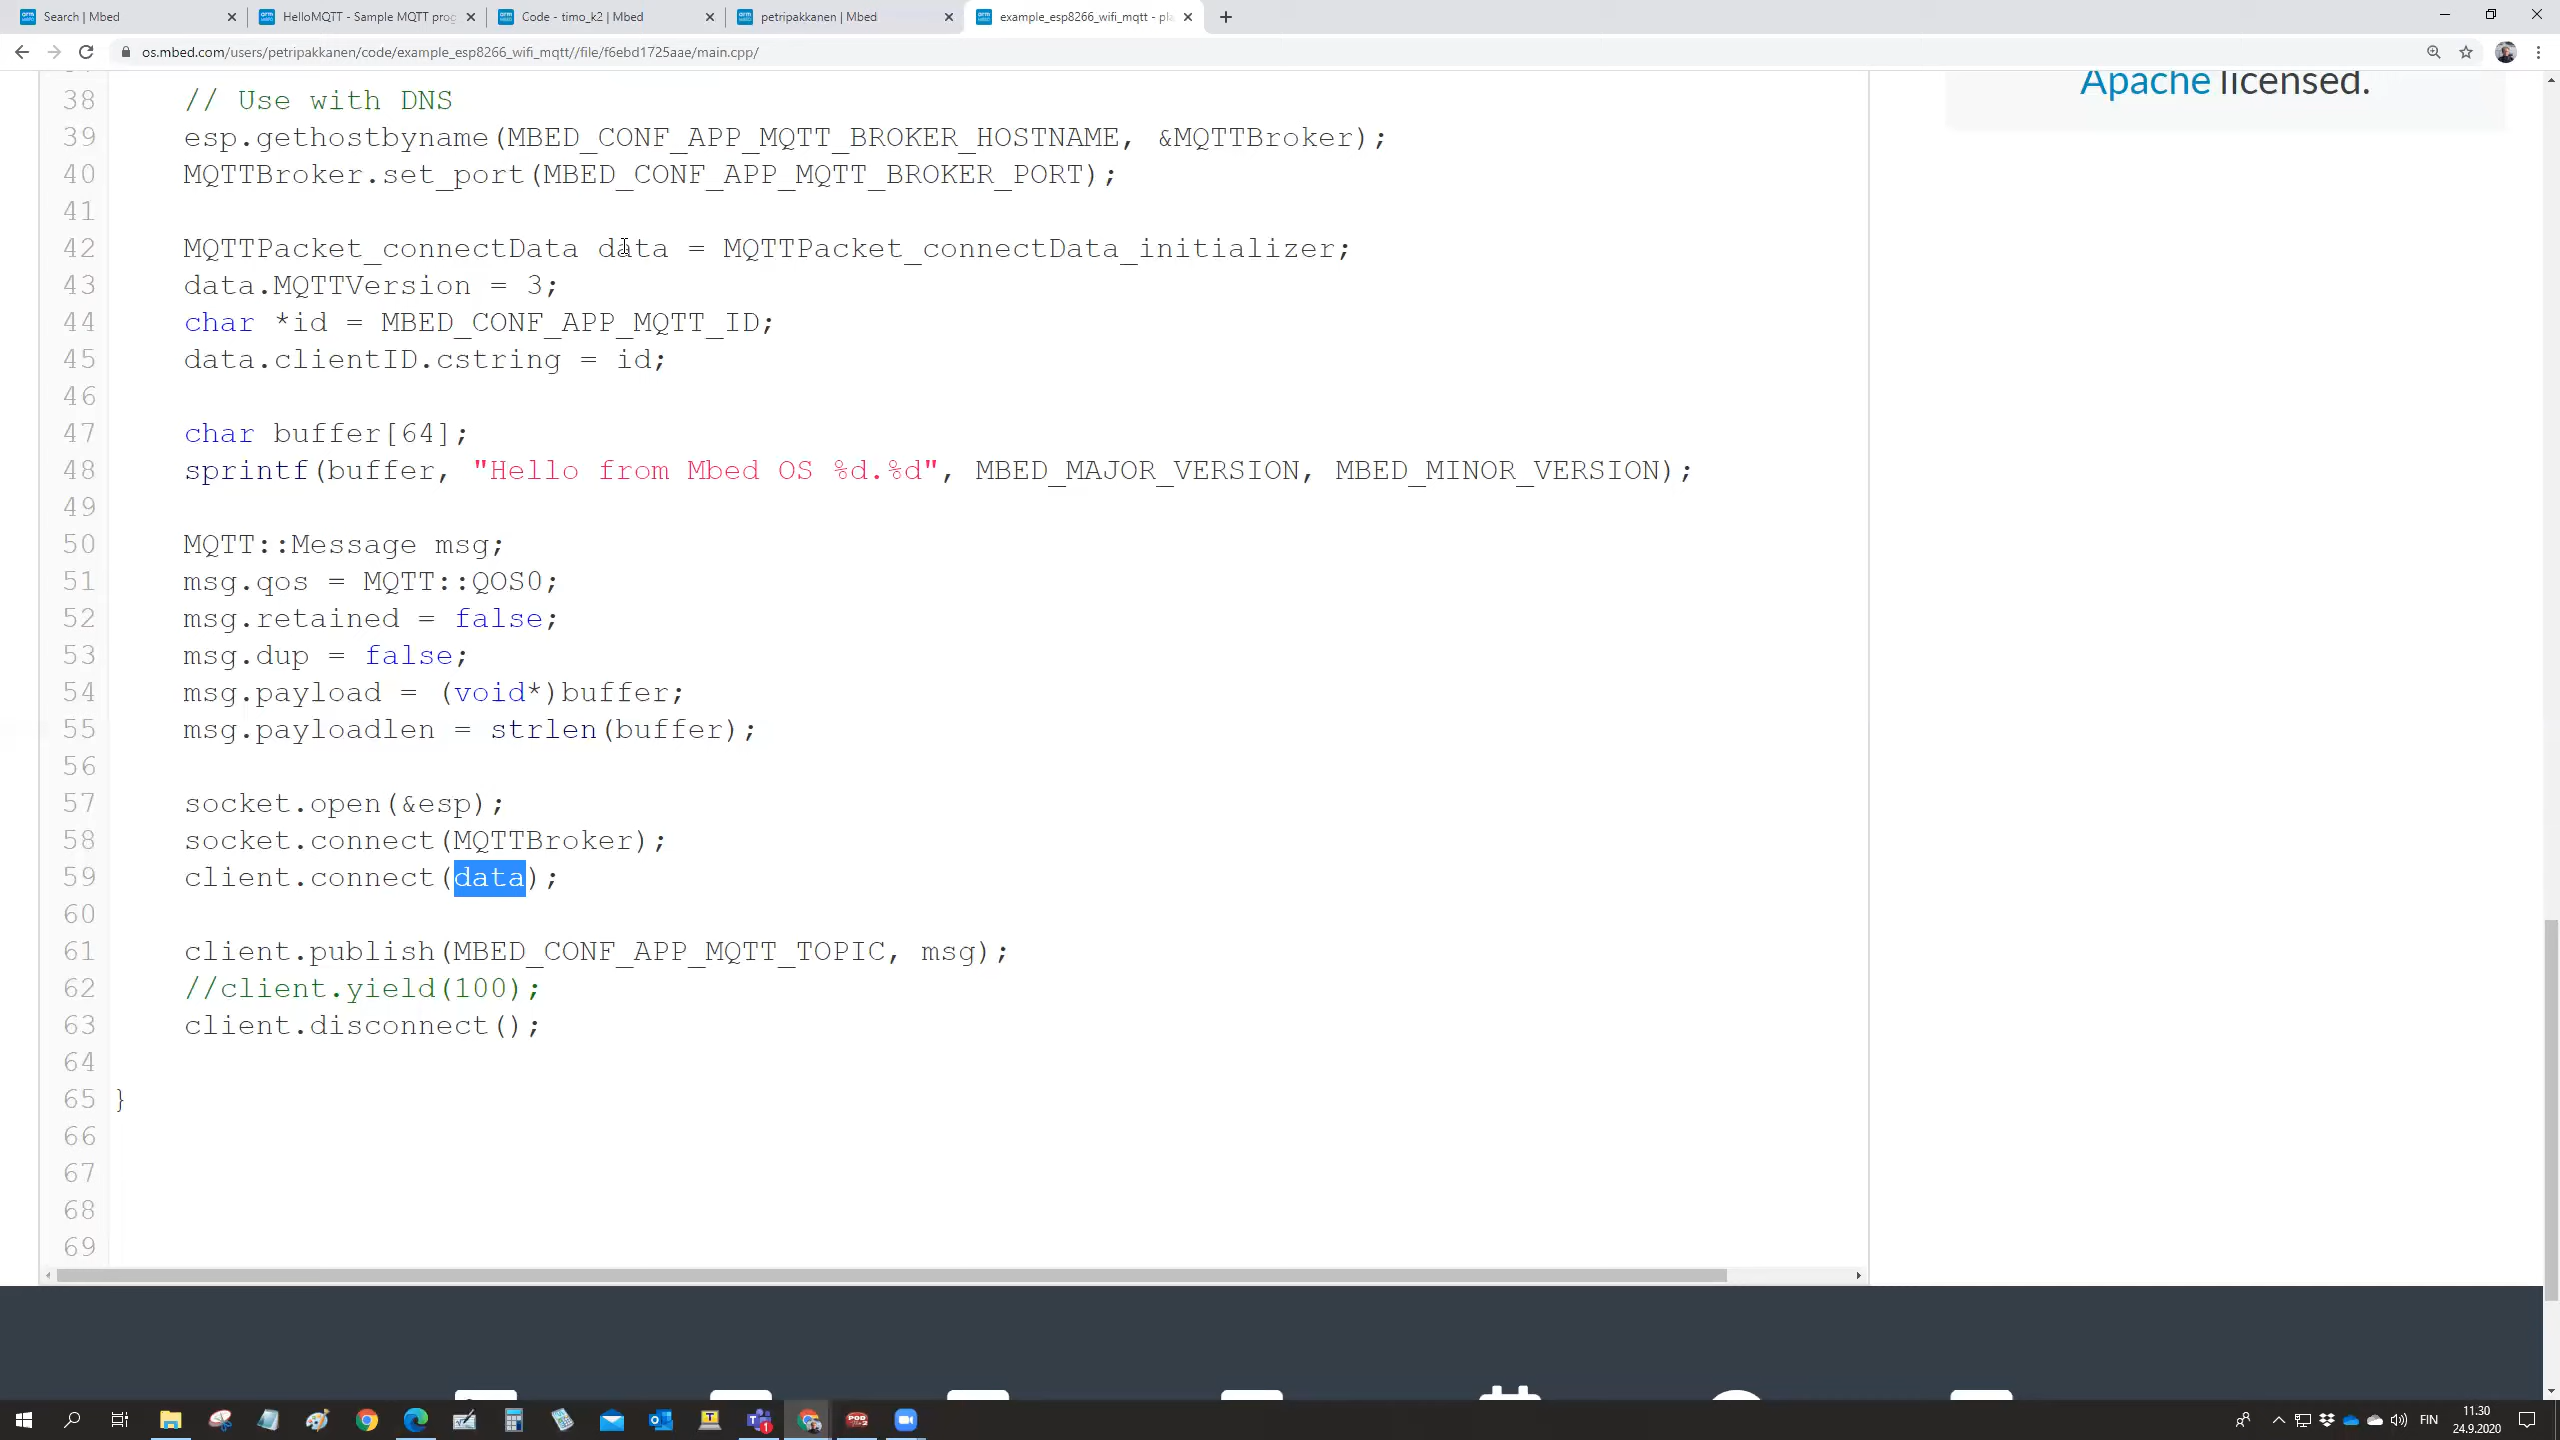 Search | Mbed
HelloMQTT - Sample MQTT prog
Code - timo_k2 | Mbed
petripakkanen | Mbed
example_esp8266_wifi_mqtt - pla
os.mbed.com/users/petripakkanen/code/example_esp8266_wifi_mqtt//file/f6ebd1725aae/main.cpp/
Apache licensed.
38 // Use with DNS
39 esp.gethostbyname(MBED_CONF_APP_MQTT_BROKER_HOSTNAME, &MQTTBroker);
40 MQTTBroker.set_port(MBED_CONF_APP_MQTT_BROKER_PORT);
41
42 MQTTPacket_connectData data = MQTTPacket_connectData_initializer;
43 data.MQTTVersion = 3;
44 char *id = MBED_CONF_APP_MQTT_ID;
45 data.clientID.cstring = id;
46
47 char buffer[64];
48 sprintf(buffer, "Hello from Mbed OS %d.%d", MBED_MAJOR_VERSION, MBED_MINOR_VERSION);
49
50 MQTT::Message msg;
51 msg.qos = MQTT::QOS0;
52 msg.retained = false;
53 msg.dup = false;
54 msg.payload = (void*)buffer;
55 msg.payloadlen = strlen(buffer);
56
57 socket.open(&esp);
58 socket.connect(MQTTBroker);
59 client.connect(data);
60
61 client.publish(MBED_CONF_APP_MQTT_TOPIC, msg);
62 //client.yield(100);
63 client.disconnect();
64
65 }
66
67
68
69
FIN
11.30
24.9.2020